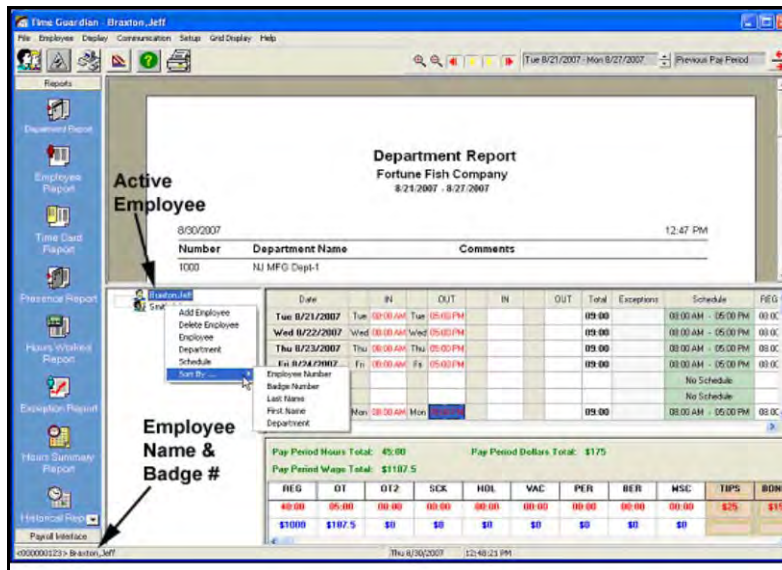 Time Guardian - Braxton, Jeff
File Employee Display Communication Setup Grid Display Help
Tue 8/21/2007 - Mon 8/27/2007 Previous Pay Period
Reports
Department Report
Employee Report
Time Card Report
Presence Report
Hours Worked Report
Exception Report
Hours Summary Report
Historical Rep
Payroll Interface
Department Report
Fortune Fish Company
8/21/2007 - 8/27/2007
8/30/2007 12:47 PM
Number Department Name Comments
1000 NJ MFG Dept-1
Active
Employee
Braxton, Jeff
Add Employee
Delete Employee
Employee
Department
Schedule
Sort By ...
Employee Number
Badge Number
Last Name
First Name
Department
Employee
Name &
Badge #
Date IN OUT IN OUT Total Exceptions Schedule REG
Tue 8/21/2007 Tue 08:00 AM Tue 05:00 PM 09:00 08:00 AM - 05:00 PM
Wed 8/22/2007 Wed 08:00 AM Wed 05:00 PM 09:00 08:00 AM - 05:00 PM
Thu 8/23/2007 Thu 08:00 AM Thu 05:00 PM 09:00 08:00 AM - 05:00 PM
Fri 8/24/2007 Fri 08:00 AM Fri 05:00 PM 09:00 08:00 AM - 05:00 PM
No Schedule
No Schedule
Mon 08:00 AM Mon 09:00 08:00 AM - 05:00 PM
Pay Period Hours Total: 45:00 Pay Period Dollars Total: $175
Pay Period Wage Total: $1187.5
REG OT OT2 SCK HOL VAC PER BER MSC TIPS
40:00 05:00 00:00 00:00 00:00 00:00 00:00 00:00 00:00 $25
$1000 $187.5 $0 $0 $0 $0 $0 $0 $0
<000000123> Braxton, Jeff Thu 8/30/2007 12:48:21 PM